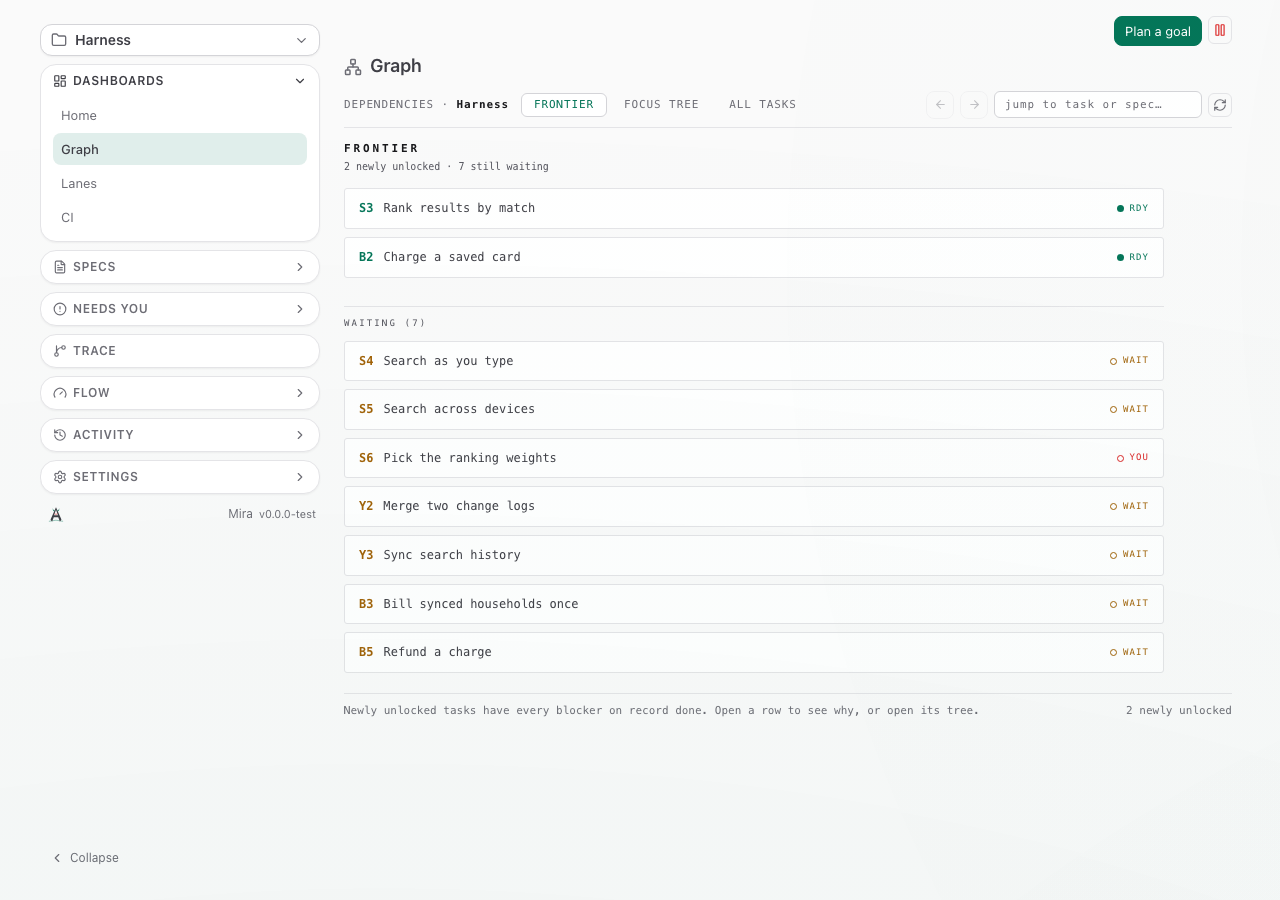 Harness
DASHBOARDS
Home
Graph
Lanes
CI
SPECS
NEEDS YOU
TRACE
FLOW
ACTIVITY
SETTINGS
Mira v0.0.0-test
Collapse
Plan a goal
Graph
DEPENDENCIES · Harness FRONTIER FOCUS TREE ALL TASKS jump to task or spec…
FRONTIER
2 newly unlocked · 7 still waiting
S3 Rank results by match RDY
B2 Charge a saved card RDY
WAITING (7)
S4 Search as you type WAIT
S5 Search across devices WAIT
S6 Pick the ranking weights YOU
Y2 Merge two change logs WAIT
Y3 Sync search history WAIT
B3 Bill synced households once WAIT
B5 Refund a charge WAIT
Newly unlocked tasks have every blocker on record done. Open a row to see why, or open its tree. 2 newly unlocked